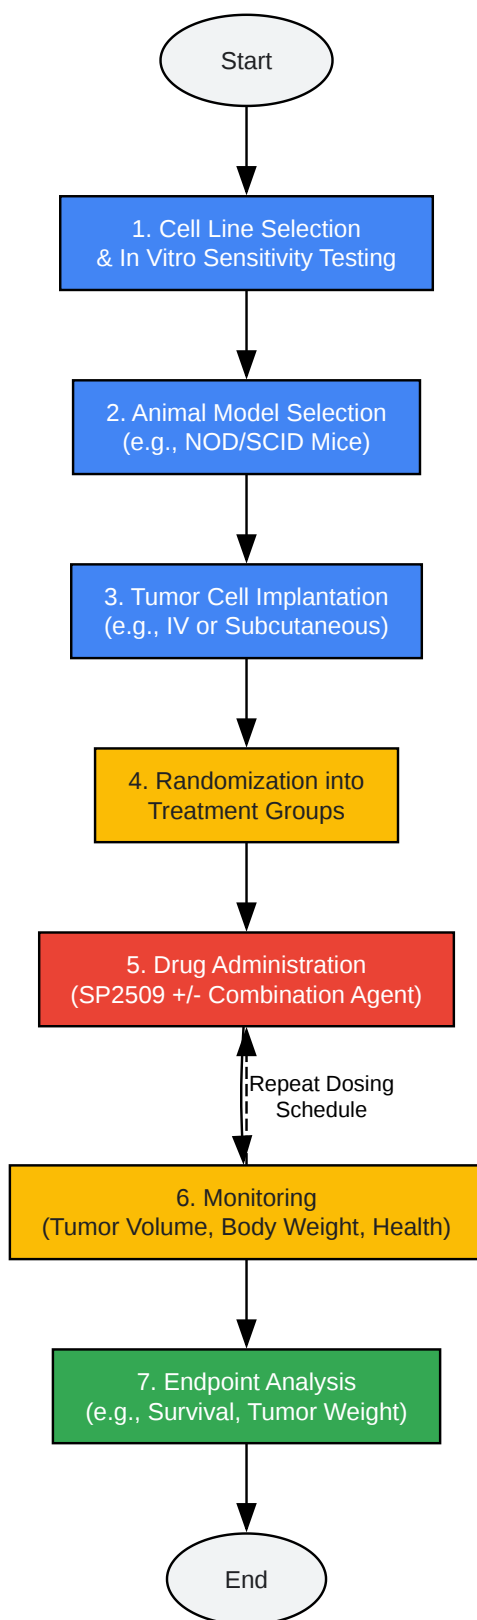 Start
1. Cell Line Selection
& In Vitro Sensitivity Testing
2. Animal Model Selection
(e.g., NOD/SCID Mice)
3. Tumor Cell Implantation
(e.g., IV or Subcutaneous)
4. Randomization into
Treatment Groups
5. Drug Administration
(SP2509 +/- Combination Agent)
Repeat Dosing
Schedule
6. Monitoring
(Tumor Volume, Body Weight, Health)
7. Endpoint Analysis
(e.g., Survival, Tumor Weight)
End